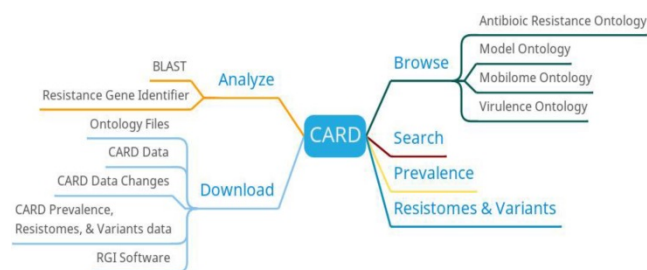 CARD
Analyze
BLAST
Resistance Gene Identifier
Download
Ontology Files
CARD Data
CARD Data Changes
CARD Prevalence,
Resistomes, & Variants data
RGI Software
Browse
Antibioic Resistance Ontology
Model Ontology
Mobilome Ontology
Virulence Ontology
Search
Prevalence
Resistomes & Variants